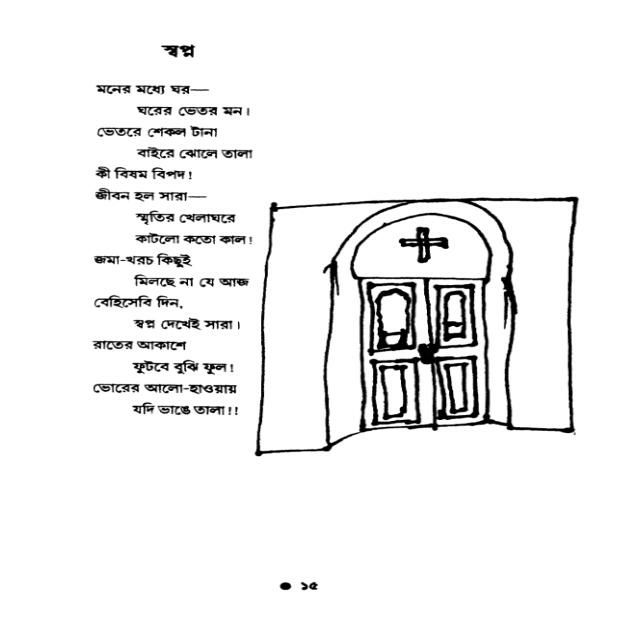 স্বপ্ন
মনের মধ্যে ঘর—
ঘরের ভেতর মন।
ভেতরে শেকল টানা
বাইরে ঝোলে তালা
কী বিষম বিপদ!
জীবন হল সারা—
স্মৃতির খেলাঘরে
কাটলো কতো কাল!
জমা-খরচ কিছুই
মিলছে না যে আজ
বেহিসেবি দিন,
স্বপ্ন দেখেই সারা।
রাতের আকাশে
ফুটবে বুঝি ফুল!
ভোরের আলো-হাওয়ায়
যদি ভাঙে তালা!!
● ১৫